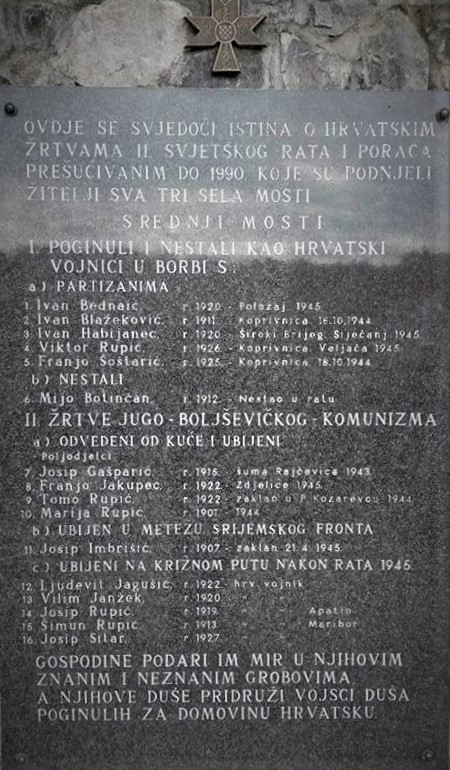 OVDJE SE SVJEDOČI ISTINA O HRVATSKIM
ŽRTVAMA II. SVJETSKOG RATA I PORAĆA
PREŠUĆIVANIM DO 1990. KOJE SU PODNJELI
ŽITELJI SVA TRI SELA MOSTI
SREDNJI MOSTI
I. POGINULI I NESTALI KAO HRVATSKI
VOJNICI U BORBI S:
a) PARTIZANIMA
1. Ivan Bednaić, r. 1920 - Položaj 1945.
2. Ivan Blažeković, r. 1911. - Koprivnica, 18.10.1944.
3. Ivan Habijanec, r. 1920 - Široki Brijeg, Siječanj 1945.
4. Viktor Rupić, r. 1926. - Koprivnica, Veljača 1945.
5. Franjo Šoštarić, r. 1925. - Koprivnica, 18.10.1944.
b) NESTALI
6. Mijo Botinčan, r. 1912. - Nestao u ratu
II. ŽRTVE JUGO-BOLJŠEVIČKOG-KOMUNIZMA
a) ODVEDENI OD KUĆE I UBIJENI
- Poljodjelci
7. Josip Gašparić, r. 1915. - šuma Rajčevica 1943.
8. Franjo Jakupec, r. 1922. - Zdjelice 1945.
9. Tomo Rupić, r. 1922 - zaklan u P. Kozarevcu 1944.
10. Marija Rupić, r. 1907. - 1944.
b) UBIJEN U METEZU SRIJEMSKOG FRONTA
11. Josip Imbrišić, r. 1907 - zaklan 21.4.1945.
c) UBIJENI NA KRIŽNOM PUTU NAKON RATA 1945.
12. Ljudevit Jagušić, r. 1922. hrv. vojnik
13. Vilim Janžek, r. 1920 " "
14. Josip Rupić, r. 1919. " " Apatin
15. Šimun Rupić, r. 1913. " " Maribor
16. Josip Sitar, r. 1927. " "
GOSPODINE PODARI IM MIR U NJIHOVIM
ZNANIM I NEZNANIM GROBOVIMA,
A NJIHOVE DUŠE PRIDRUŽI VOJSCI DUŠA
POGINULIH ZA DOMOVINU HRVATSKU.